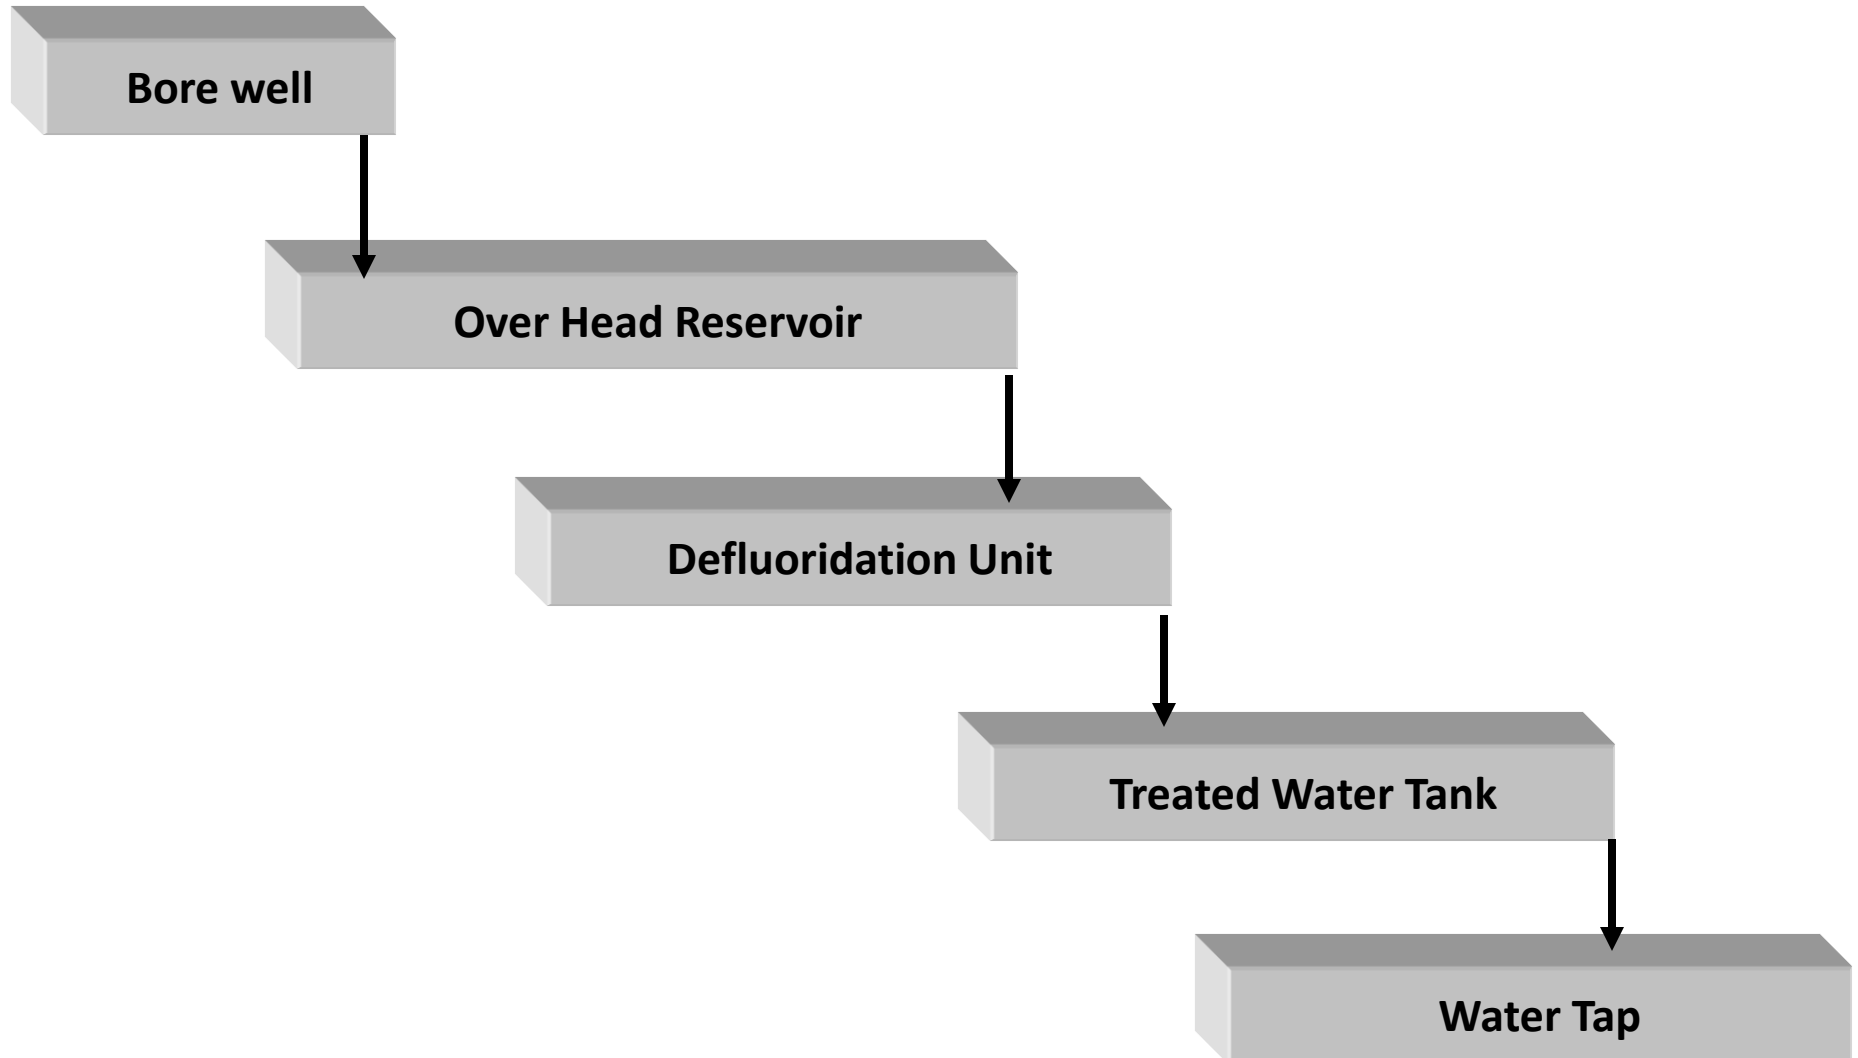 Bore well
Over Head Reservoir
Defluoridation Unit
Treated Water Tank
Water Tap